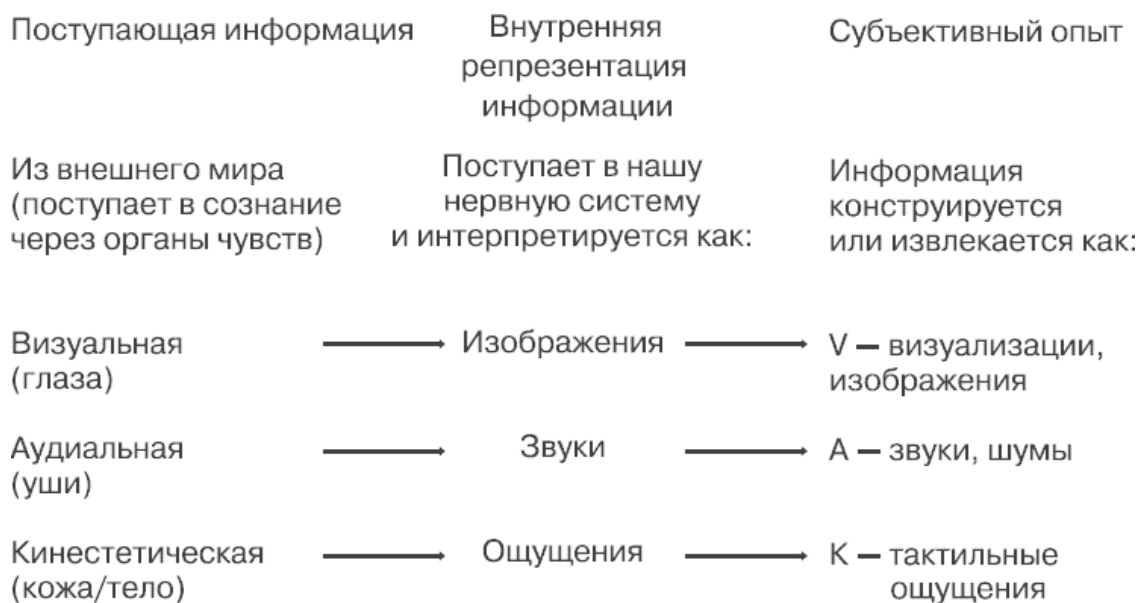 Поступающая информация
Внутренняя
репрезентация
информации
Субъективный опыт
Из внешнего мира
(поступает в сознание
через органы чувств)
Поступает в нашу
нервную систему
и интерпретируется как:
Информация
конструируется
или извлекается как:
Визуальная
(глаза)
Изображения
V — визуализации,
изображения
Аудиальная
(уши)
Звуки
А — звуки, шумы
Кинестетическая
(кожа/тело)
Ощущения
К — тактильные
ощущения